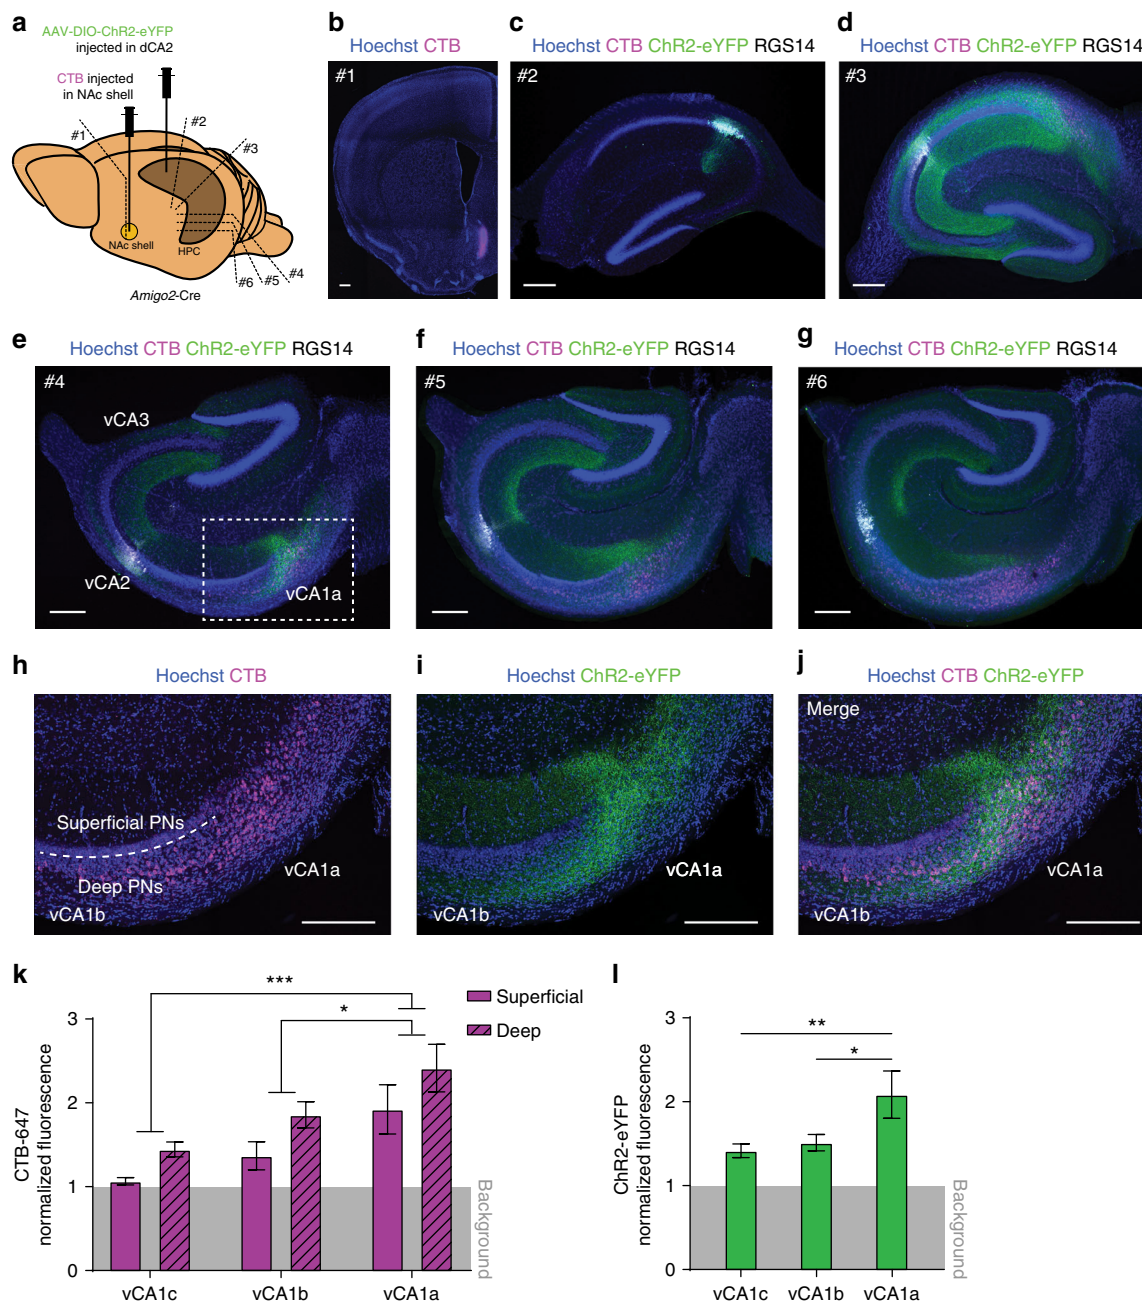 a
AAV-DIO-ChR2-eYFP
injected in dCA2
CTB injected
in NAc shell
#1
#2
#3
NAc shell
HPC
#4
#5
#6
Amigo2-Cre
b
Hoechst CTB
#1
c
Hoechst CTB ChR2-eYFP RGS14
#2
d
Hoechst CTB ChR2-eYFP RGS14
#3
e
Hoechst CTB ChR2-eYFP RGS14
#4
vCA3
vCA2
vCA1a
f
Hoechst CTB ChR2-eYFP RGS14
#5
g
Hoechst CTB ChR2-eYFP RGS14
#6
h
Hoechst CTB
Superficial PNs
Deep PNs
vCA1a
vCA1b
i
Hoechst ChR2-eYFP
vCA1a
vCA1b
j
Hoechst CTB ChR2-eYFP
Merge
vCA1a
vCA1b
k
***
*
Superficial
Deep
CTB-647
normalized fluorescence
3
2
1
0
Background
vCA1c
vCA1b
vCA1a
l
**
*
ChR2-eYFP
normalized fluorescence
3
2
1
0
Background
vCA1c
vCA1b
vCA1a